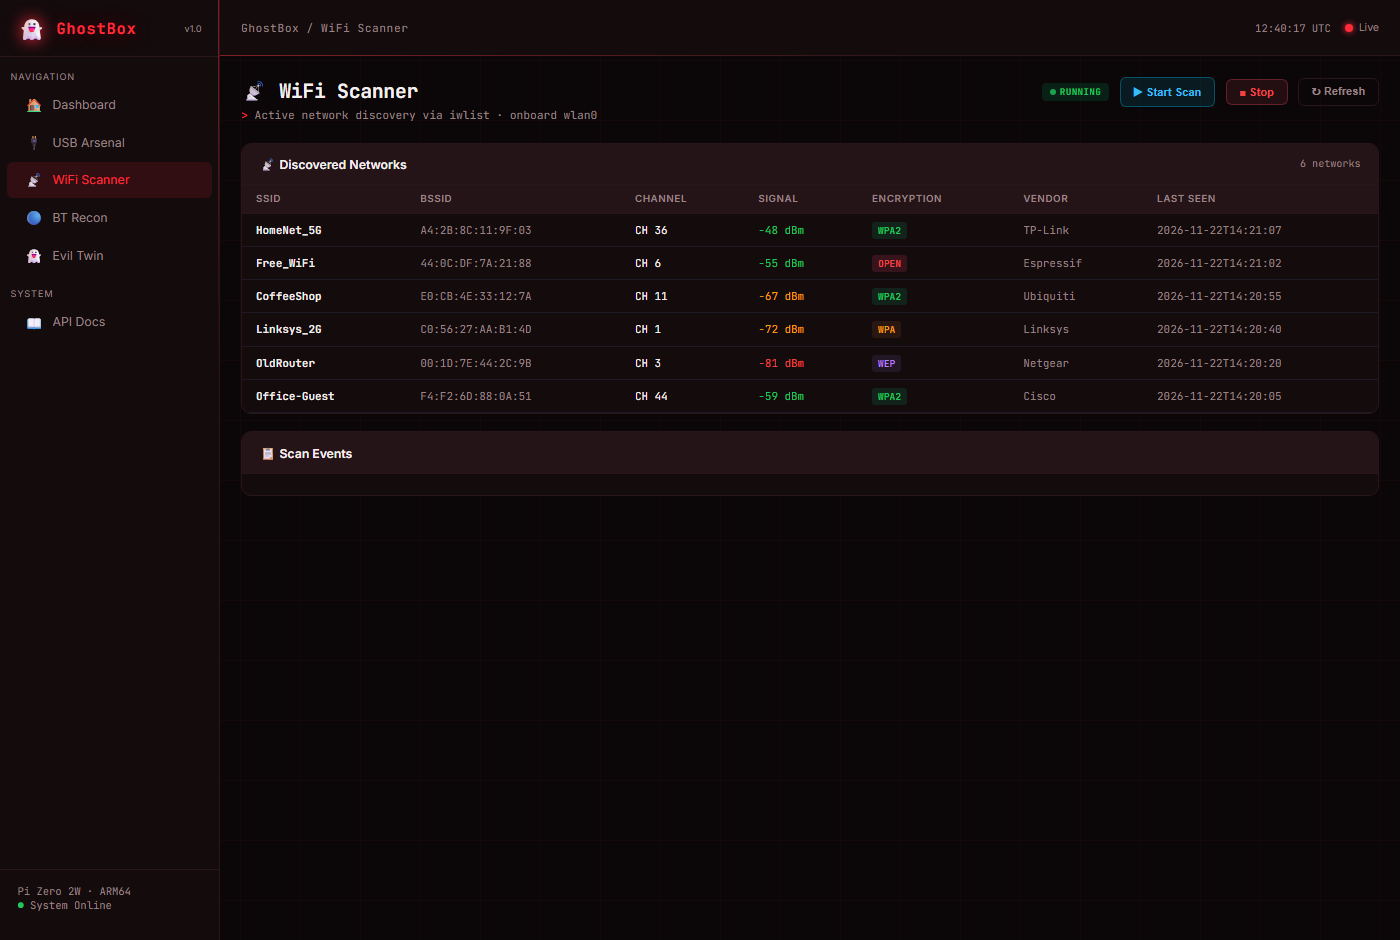 GhostBox
v1.0
NAVIGATION
Dashboard
USB Arsenal
WiFi Scanner
BT Recon
Evil Twin
SYSTEM
API Docs
Pi Zero 2W · ARM64
System Online
GhostBox / WiFi Scanner
12:40:17 UTC
Live
WiFi Scanner
> Active network discovery via iwlist · onboard wlan0
RUNNING
▶ Start Scan
■ Stop
↻ Refresh
Discovered Networks
6 networks
SSID BSSID CHANNEL SIGNAL ENCRYPTION VENDOR LAST SEEN
HomeNet_5G A4:2B:8C:11:9F:03 CH 36 -48 dBm WPA2 TP-Link 2026-11-22T14:21:07
Free_WiFi 44:0C:DF:7A:21:88 CH 6 -55 dBm OPEN Espressif 2026-11-22T14:21:02
CoffeeShop E0:CB:4E:33:12:7A CH 11 -67 dBm WPA2 Ubiquiti 2026-11-22T14:20:55
Linksys_2G C0:56:27:AA:B1:4D CH 1 -72 dBm WPA Linksys 2026-11-22T14:20:40
OldRouter 00:1D:7E:44:2C:9B CH 3 -81 dBm WEP Netgear 2026-11-22T14:20:20
Office-Guest F4:F2:6D:88:0A:51 CH 44 -59 dBm WPA2 Cisco 2026-11-22T14:20:05
Scan Events